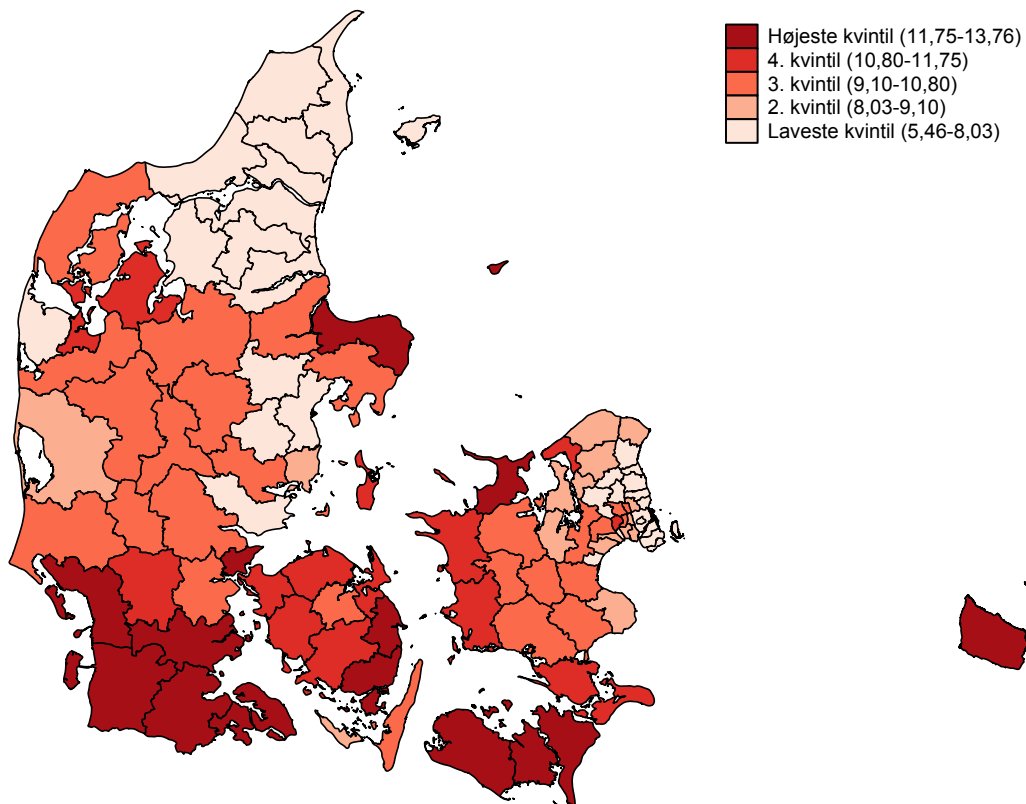 Højeste kvintil (11,75-13,76)
4. kvintil (10,80-11,75)
3. kvintil (9,10-10,80)
2. kvintil (8,03-9,10)
Laveste kvintil (5,46-8,03)